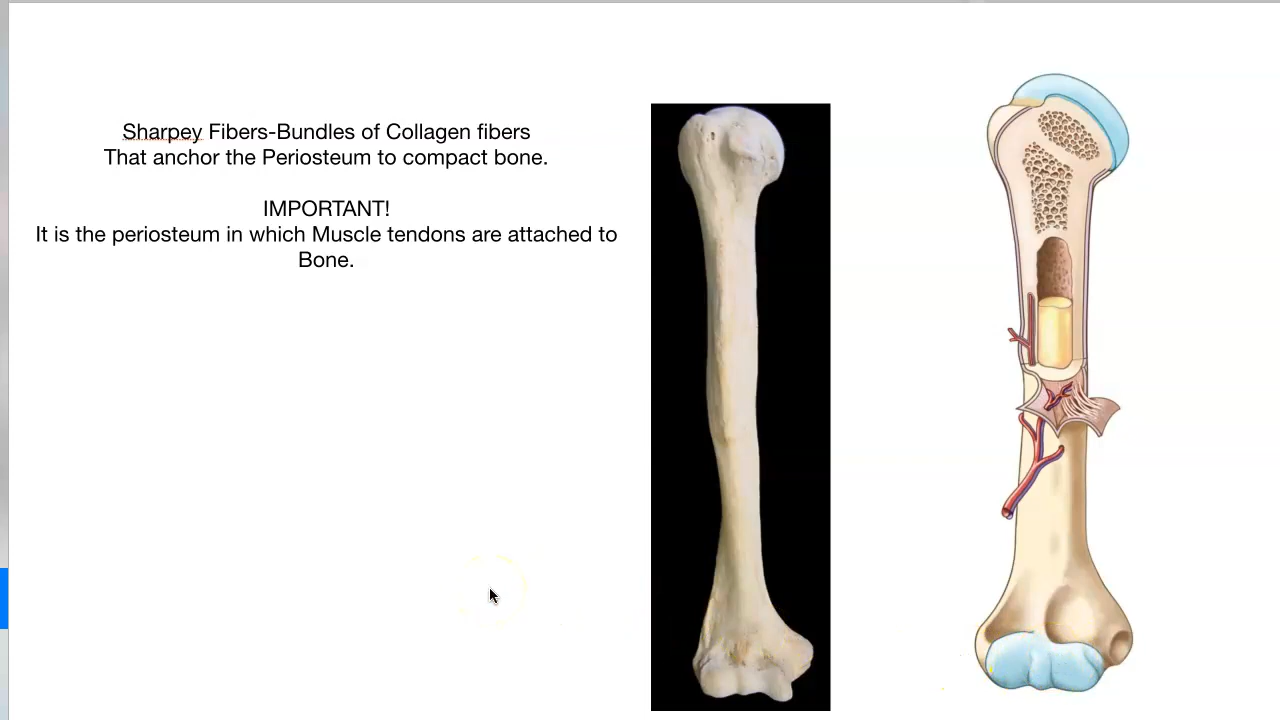 Sharpey Fibers-Bundles of Collagen fibers
That anchor the Periosteum to compact bone.
IMPORTANT!
It is the periosteum in which Muscle tendons are attached to
Bone.